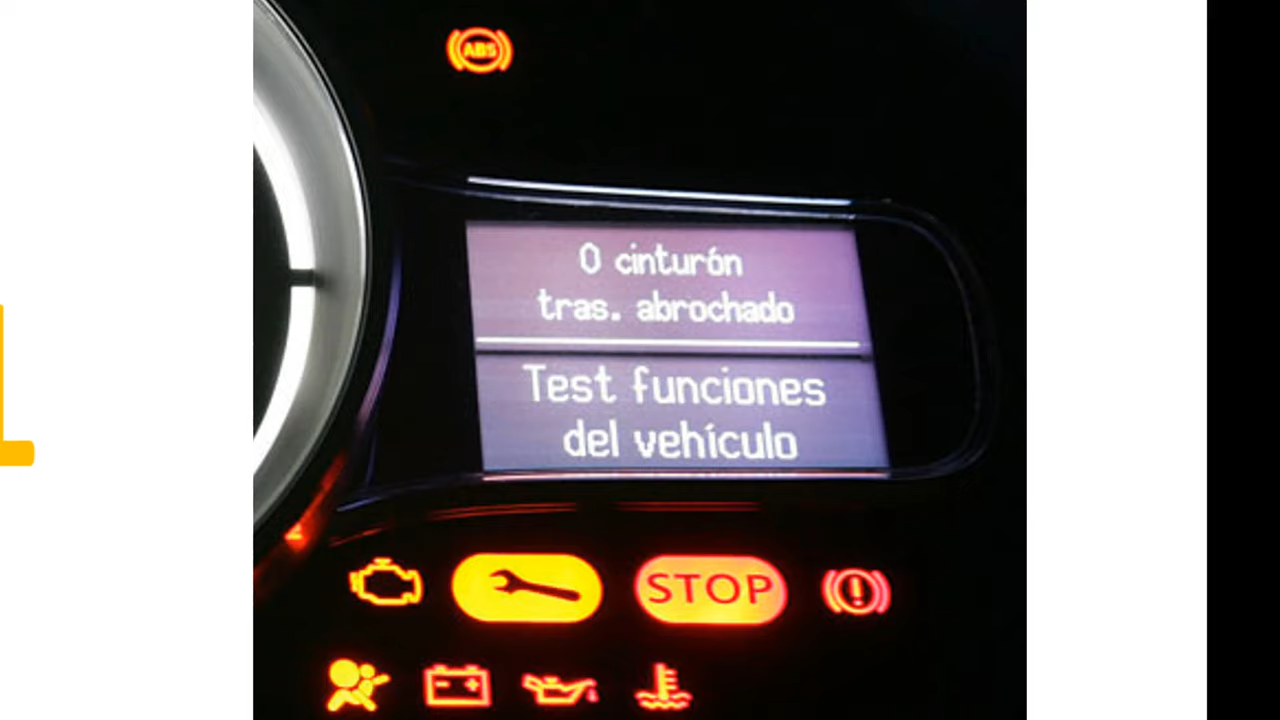 ABS
0 cinturón
tras. abrochado
Test funciones
del vehículo
STOP